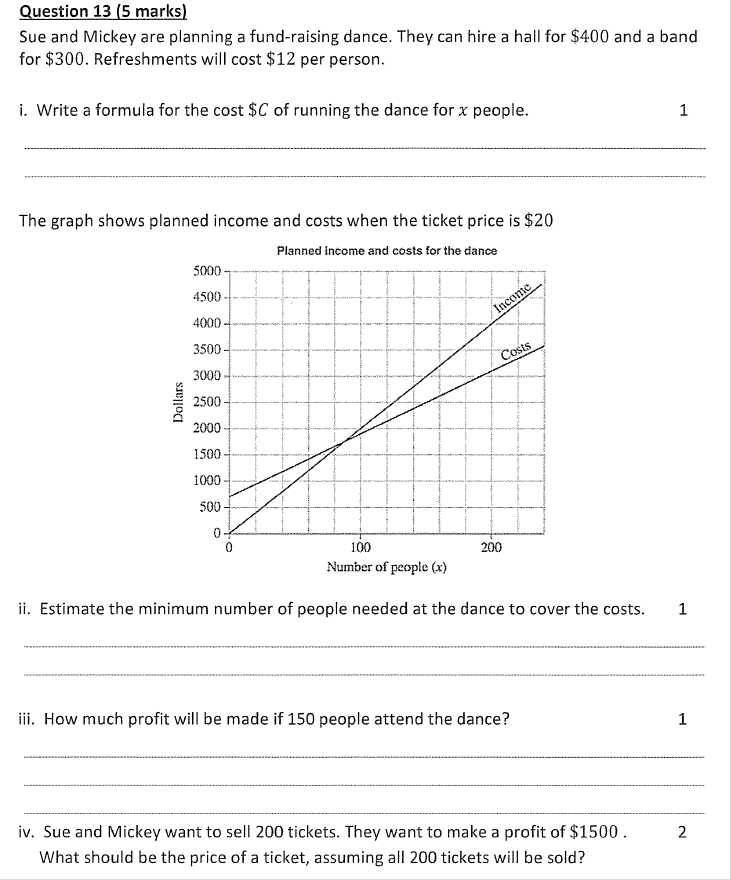 Question 13 (5 marks)
Sue and Mickey are planning a fund-raising dance. They can hire a hall for $400 and a band
for $300. Refreshments will cost $12 per person.
i. Write a formula for the cost $C of running the dance for x people. 1
The graph shows planned income and costs when the ticket price is $20
Planned income and costs for the dance
5000
4500
4000
3500
3000
2500
2000
1500
1000
500
0
Dollars
Income
Costs
0 100 200
Number of people (x)
ii. Estimate the minimum number of people needed at the dance to cover the costs. 1
iii. How much profit will be made if 150 people attend the dance? 1
iv. Sue and Mickey want to sell 200 tickets. They want to make a profit of $1500 . 2
What should be the price of a ticket, assuming all 200 tickets will be sold?